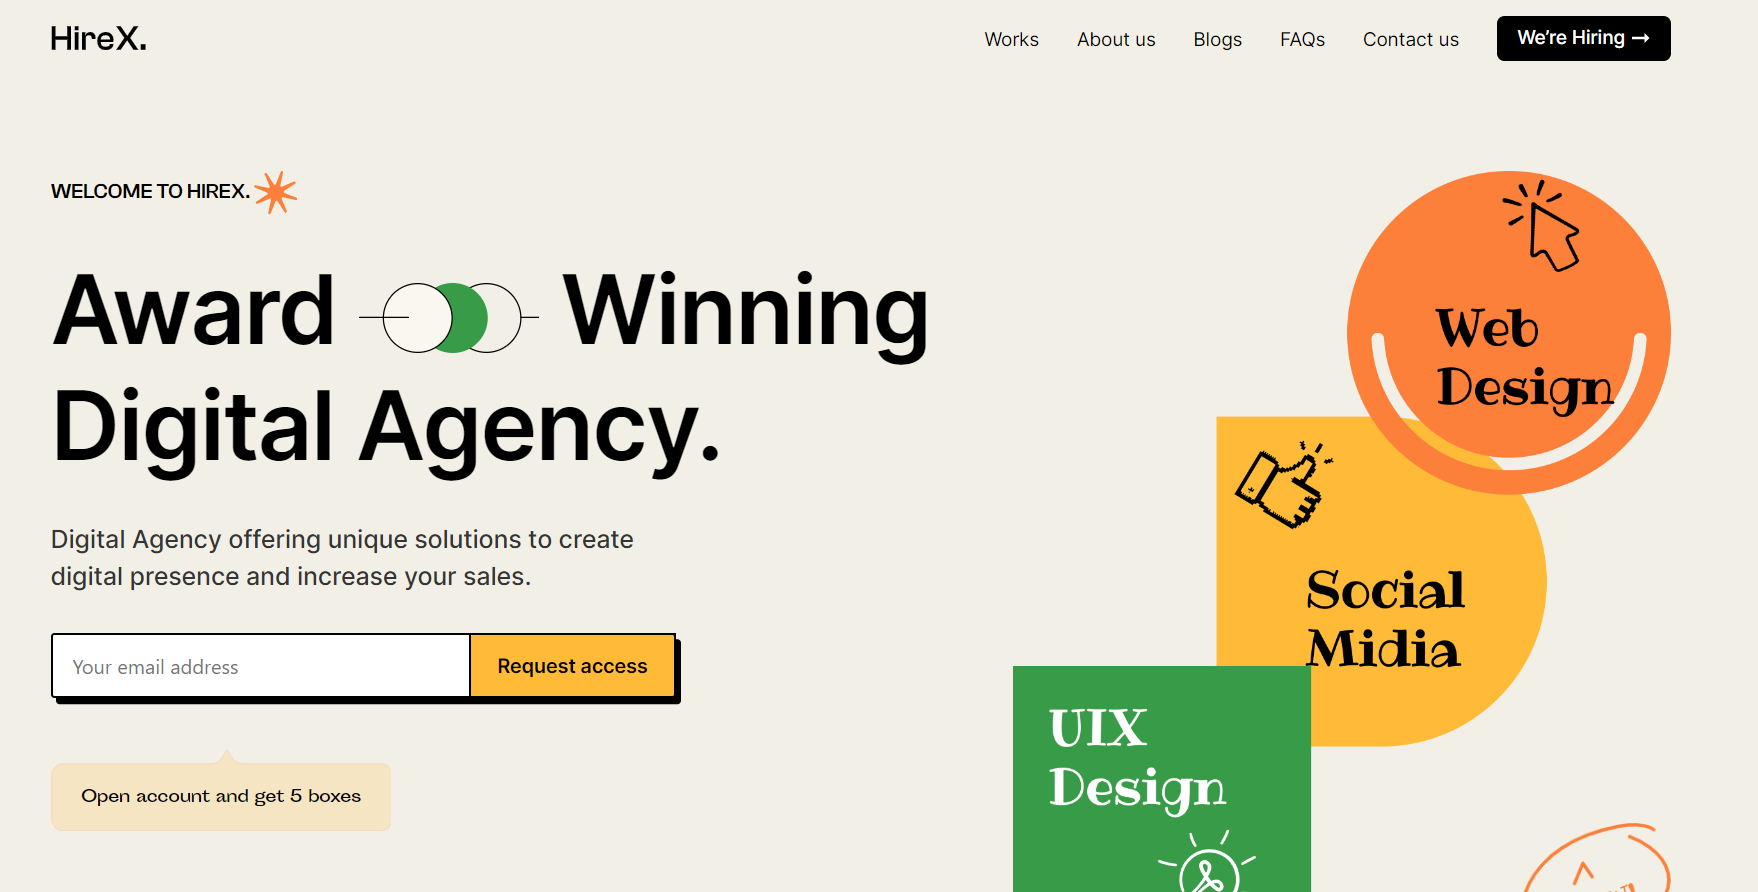 HireX.
Works
About us
Blogs
FAQs
Contact us
We're Hiring →
WELCOME TO HIREX.
Award Winning
Digital Agency.
Digital Agency offering unique solutions to create
digital presence and increase your sales.
Your email address
Request access
Open account and get 5 boxes
Web
Design
Social
Midia
UIX
Design